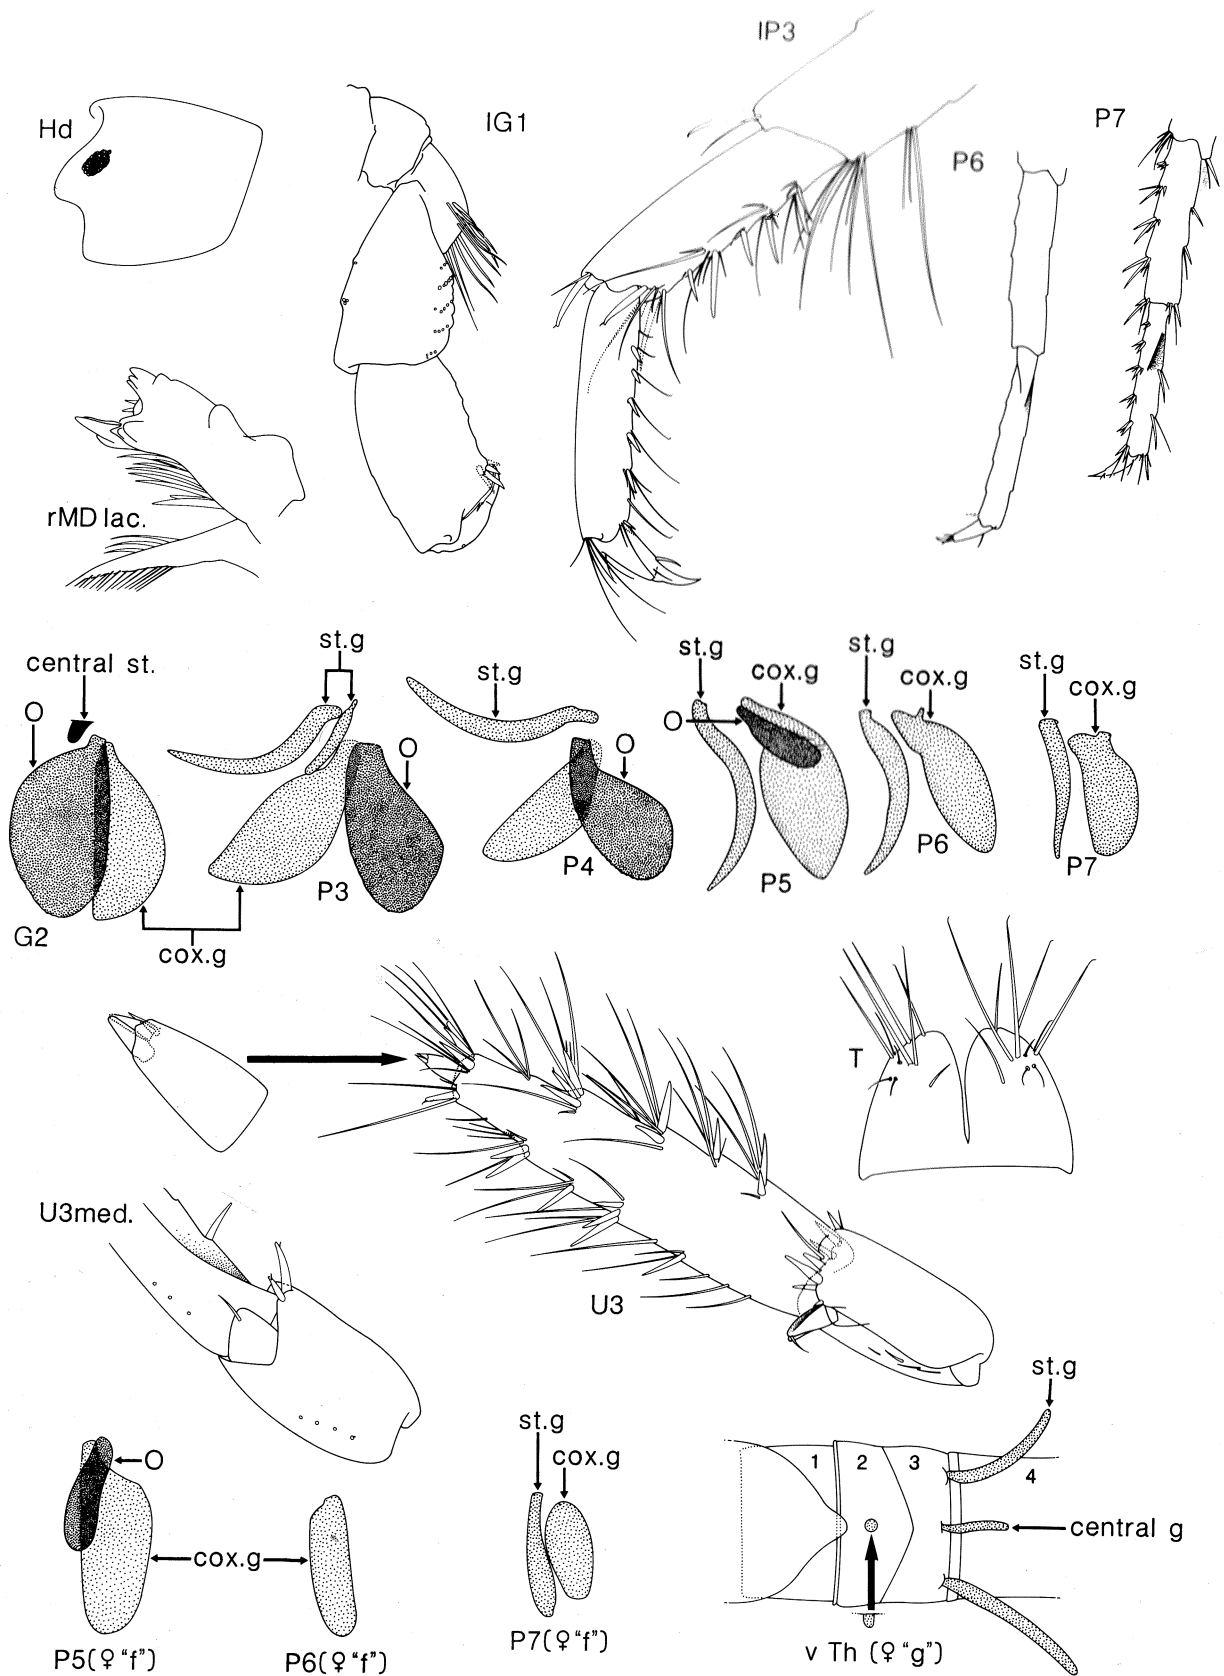 Hd
IG1
IP3
P6
P7
rMD lac.
central st.
O
G2
st.g
O
P3
cox.g
st.g
O
P4
st.g
cox.g
O
P5
st.g
cox.g
P6
st.g
cox.g
P7
T
U3
U3med.
O
cox.g
P5(♀“f”)
P6(♀“f”)
st.g
cox.g
P7(♀“f”)
st.g
1 2 3 4
central g
v Th (♀“g”)